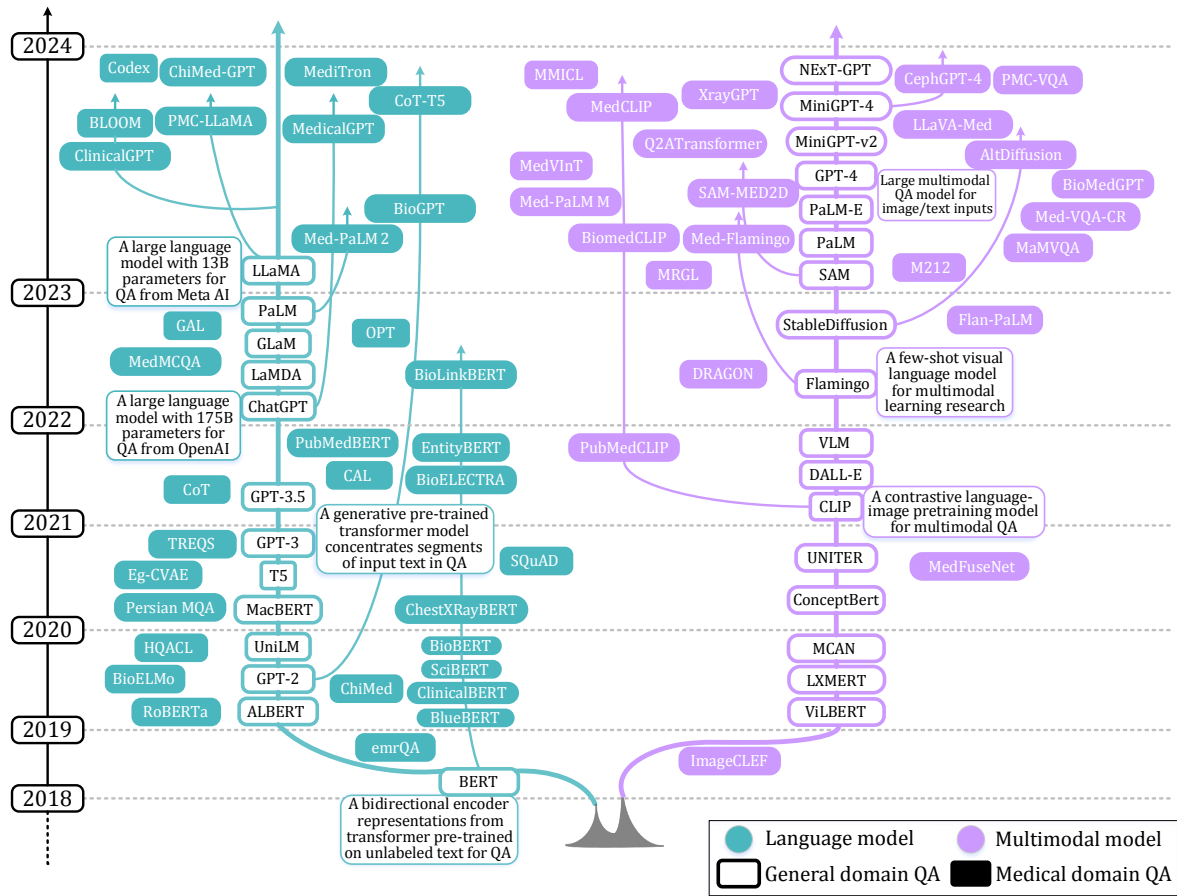 2024
2023
2022
2021
2020
2019
2018
Codex
ChiMed-GPT
MediTron
CoT-T5
BLOOM
PMC-LLaMA
MedicalGPT
ClinicalGPT
BioGPT
Med-PaLM 2
A large language
model with 13B
parameters for
QA from Meta AI
LLaMA
PaLM
GAL
OPT
GLaM
MedMCQA
LaMDA
BioLinkBERT
A large language
model with 175B
parameters for
QA from OpenAI
ChatGPT
PubMedBERT
EntityBERT
CAL
BioELECTRA
CoT
GPT-3.5
A generative pre-trained
transformer model
concentrates segments
of input text in QA
TREQS
GPT-3
SQuAD
Eg-CVAE
T5
Persian MQA
MacBERT
ChestXRayBERT
HQACL
UniLM
BioBERT
SciBERT
BioELMo
GPT-2
ChiMed
ClinicalBERT
RoBERTa
ALBERT
BlueBERT
emrQA
BERT
A bidirectional encoder
representations from
transformer pre-trained
on unlabeled text for QA
MMICL
MedCLIP
XrayGPT
NExT-GPT
CephGPT-4
PMC-VQA
MiniGPT-4
LLaVA-Med
Q2ATransformer
MiniGPT-v2
AltDiffusion
MedVInT
GPT-4
Large multimodal
QA model for
image/text inputs
BioMedGPT
Med-PaLM M
SAM-MED2D
PaLM-E
Med-VQA-CR
BiomedCLIP
Med-Flamingo
PaLM
MaMVQA
MRGL
SAM
M212
StableDiffusion
Flan-PaLM
DRAGON
Flamingo
A few-shot visual
language model
for multimodal
learning research
PubMedCLIP
VLM
DALL-E
CLIP
A contrastive language-
image pretraining model
for multimodal QA
UNITER
MedFuseNet
ConceptBert
MCAN
LXMERT
ViLBERT
ImageCLEF
Language model
Multimodal model
General domain QA
Medical domain QA